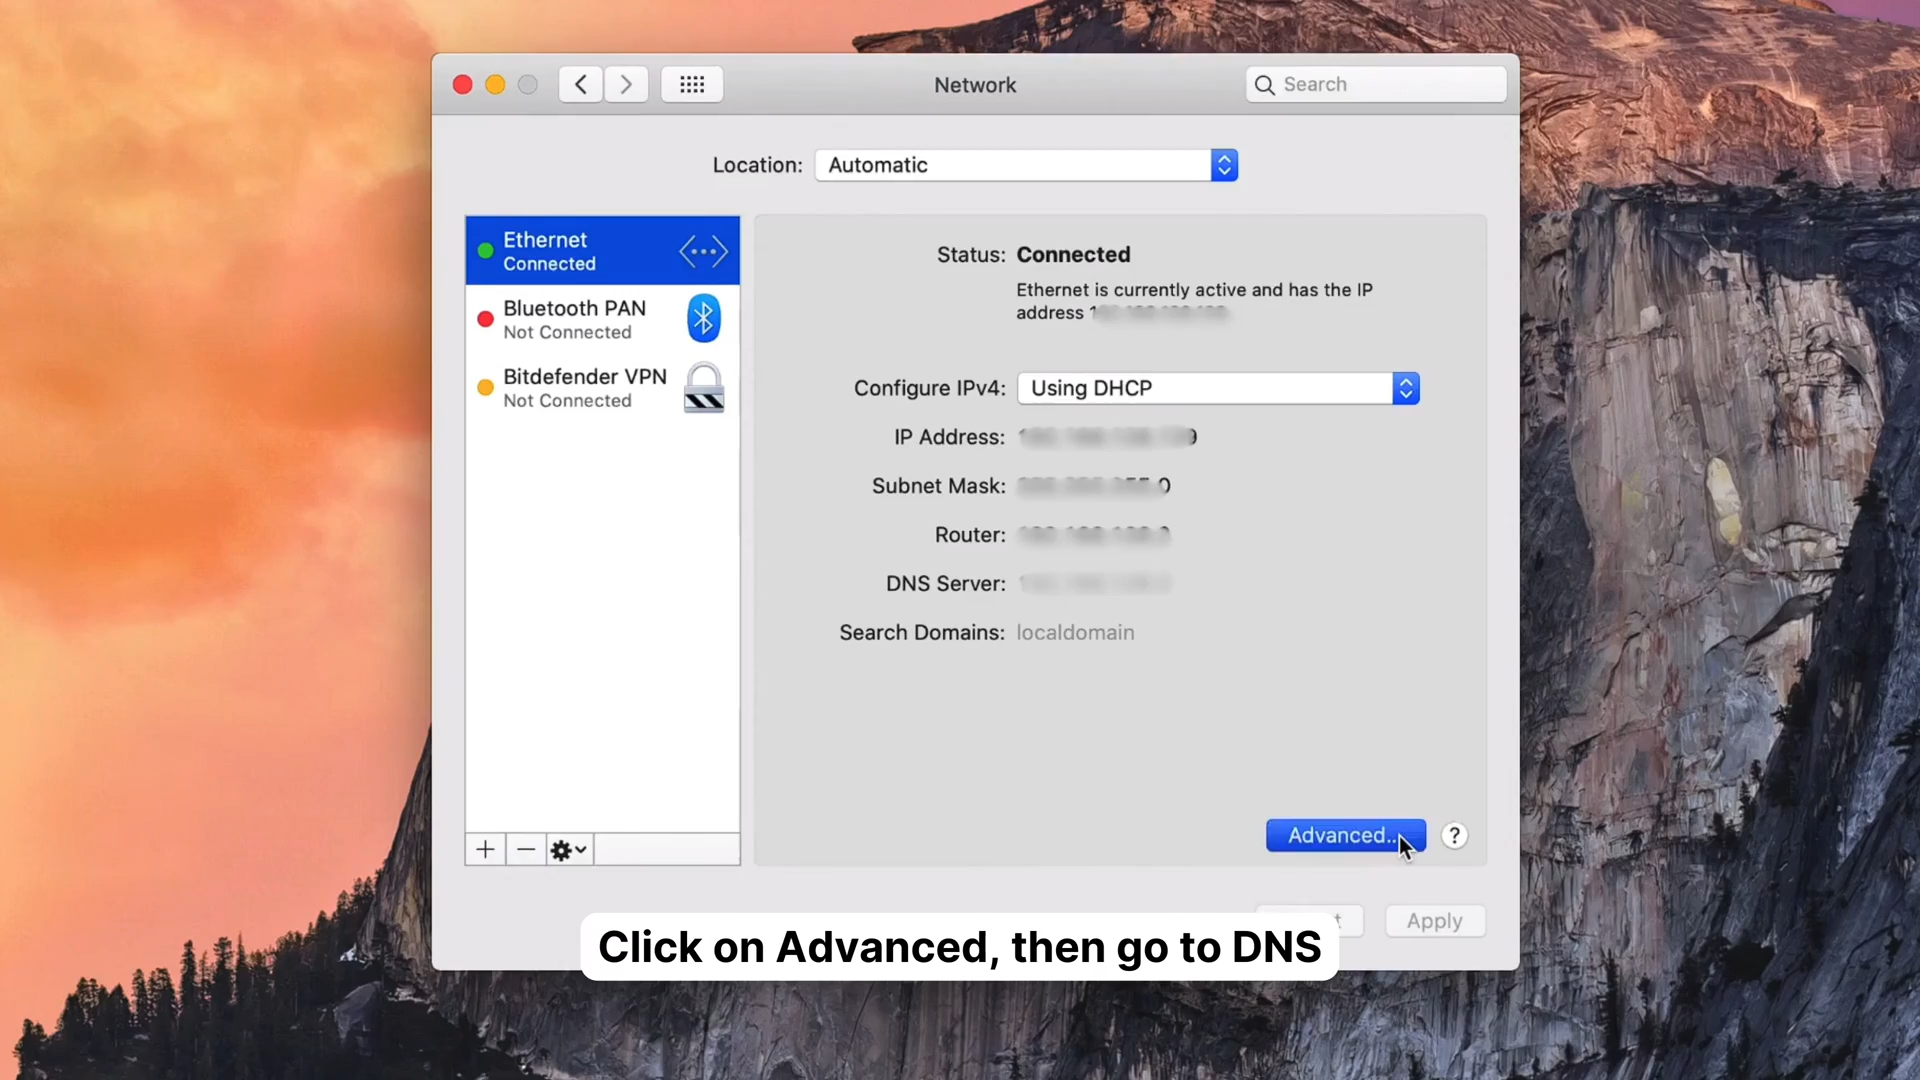 Network
Search
Location:
Automatic
Ethernet
Connected
Bluetooth PAN
Not Connected
Bitdefender VPN
Not Connected
Status: Connected
Ethernet is currently active and has the IP
address
Configure IPv4: Using DHCP
IP Address:
Subnet Mask:
Router:
DNS Server:
Search Domains: localdomain
Advanced...
?
Apply
Click on Advanced, then go to DNS